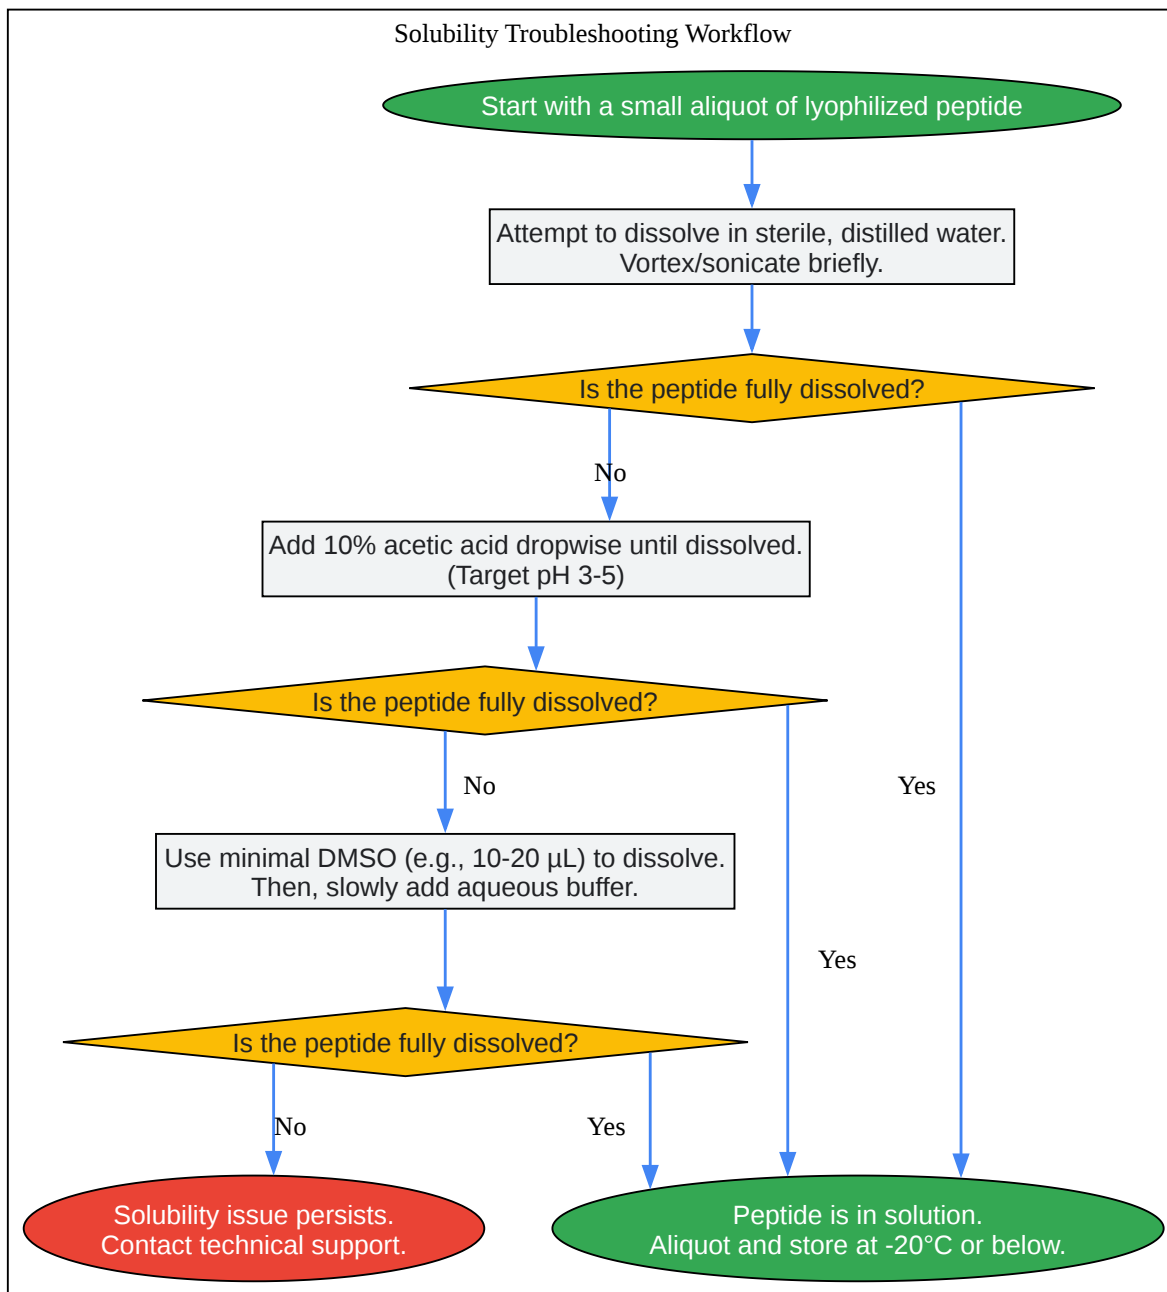 Solubility Troubleshooting Workflow
Start with a small aliquot of lyophilized peptide
Attempt to dissolve in sterile, distilled water.
Vortex/sonicate briefly.
Is the peptide fully dissolved?
No
Add 10% acetic acid dropwise until dissolved.
(Target pH 3-5)
Is the peptide fully dissolved?
No
Yes
Use minimal DMSO (e.g., 10-20 µL) to dissolve.
Then, slowly add aqueous buffer.
Yes
Is the peptide fully dissolved?
No
Yes
Solubility issue persists.
Contact technical support.
Peptide is in solution.
Aliquot and store at -20°C or below.